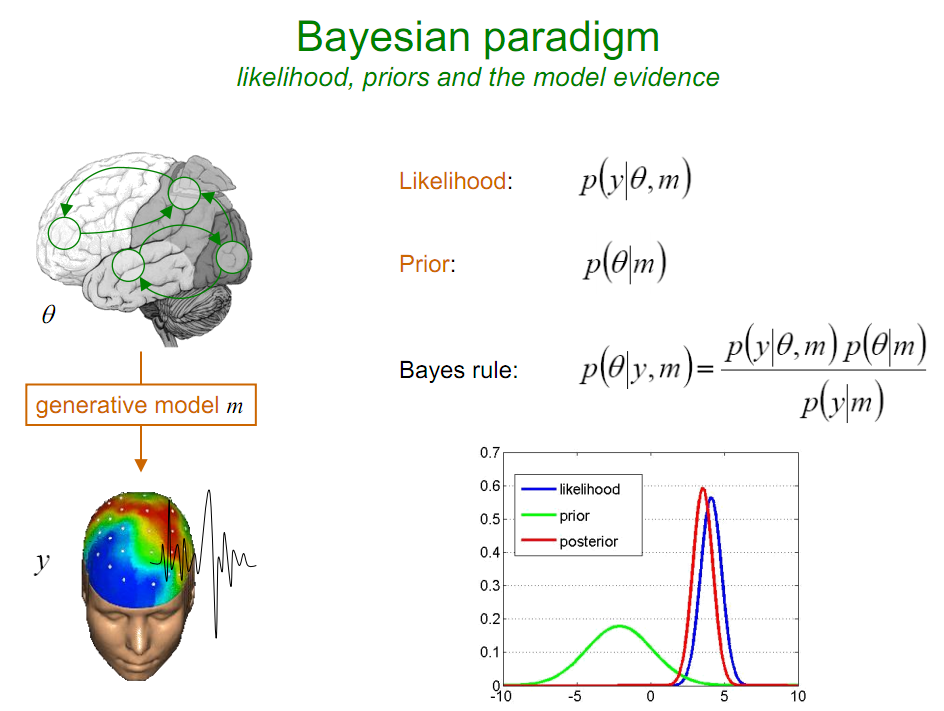 Bayesian paradigm
likelihood, priors and the model evidence
Likelihood: p(y|θ,m)
Prior: p(θ|m)
θ
Bayes rule: p(θ|y,m)= p(y|θ,m) p(θ|m)
p(y|m)
generative model m
y
0.7
0.6
0.5
0.4
0.3
0.2
0.1
0
likelihood
prior
posterior
-10 -5 0 5 10